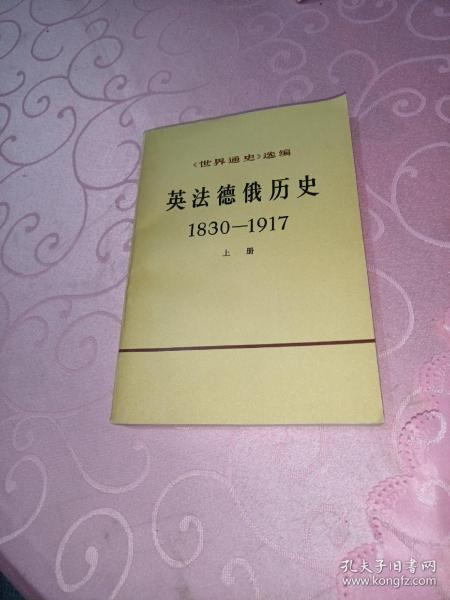 《世界通史》选编
英法德俄历史
1830—1917
上册
孔夫子旧书网
www.kongfz.com